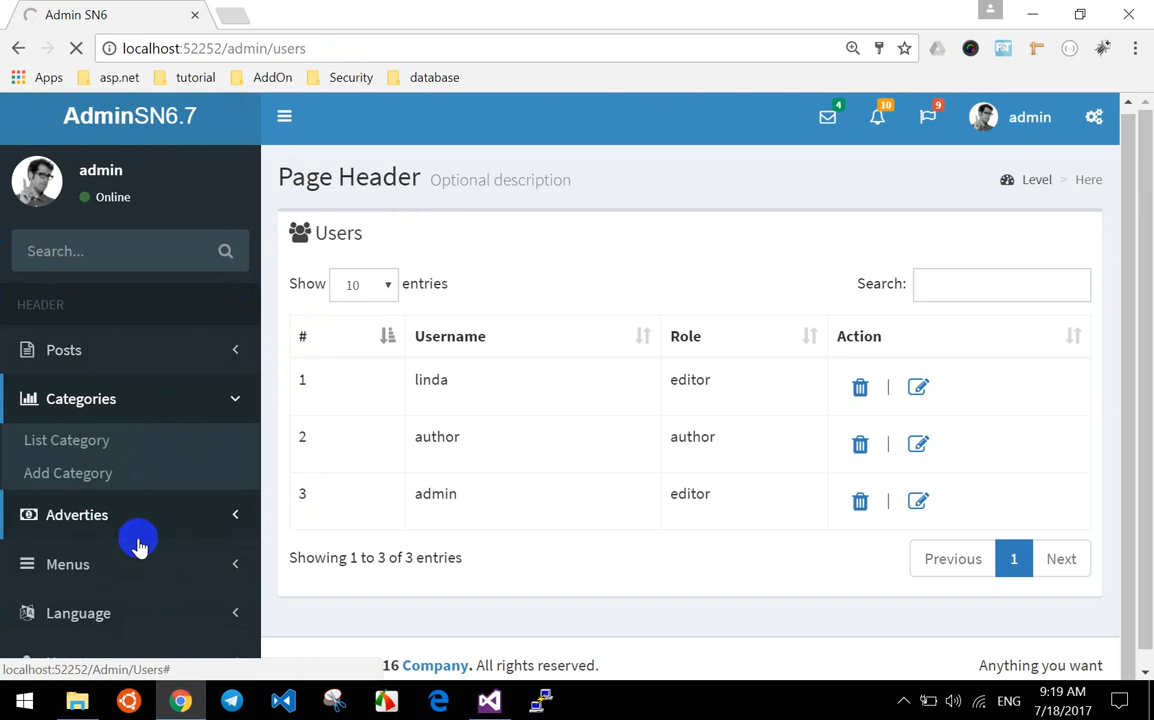 Admin SN6
localhost:52252/admin/users
Apps asp.net tutorial AddOn Security database
AdminSN6.7
4 10 9 admin
admin
Online
Search...
HEADER
Posts
Categories
List Category
Add Category
Adverties
Menus
Language
localhost:52252/Admin/Users#
Page Header Optional description
Level > Here
Users
Show 10 entries Search:
# Username Role Action
1 linda editor |
2 author author |
3 admin editor |
Showing 1 to 3 of 3 entries
Previous 1 Next
16 Company. All rights reserved. Anything you want
ENG 9:19 AM
7/18/2017